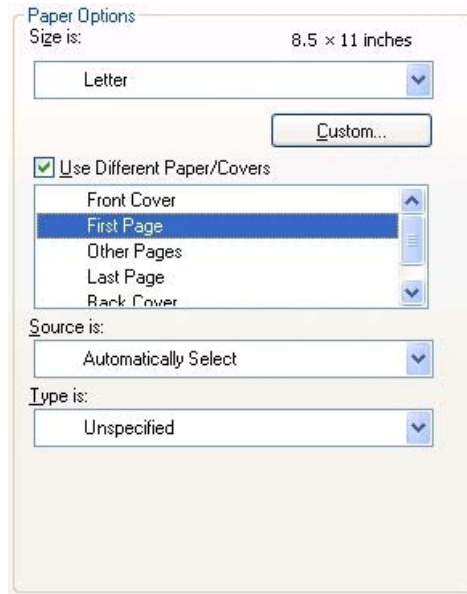 Paper Options
Size is: 8.5 × 11 inches
Letter
Custom...
Use Different Paper/Covers
Front Cover
First Page
Other Pages
Last Page
Back Cover
Source is:
Automatically Select
Type is:
Unspecified